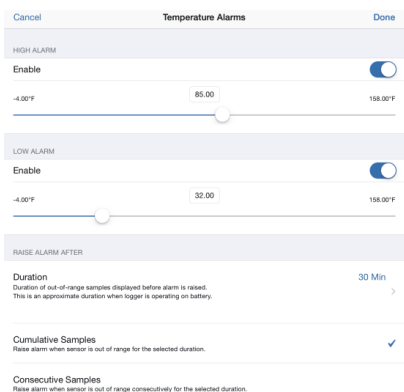 Cancel Temperature Alarms Done
HIGH ALARM
Enable
85.00
-4.00°F 158.00°F
LOW ALARM
Enable
32.00
-4.00°F 158.00°F
RAISE ALARM AFTER
Duration 30 Min
Duration of out-of-range samples displayed before alarm is raised.
This is an approximate duration when logger is operating on battery.
Cumulative Samples
Raise alarm when sensor is out of range for the selected duration.
Consecutive Samples
Raise alarm when sensor is out of range consecutively for the selected duration.